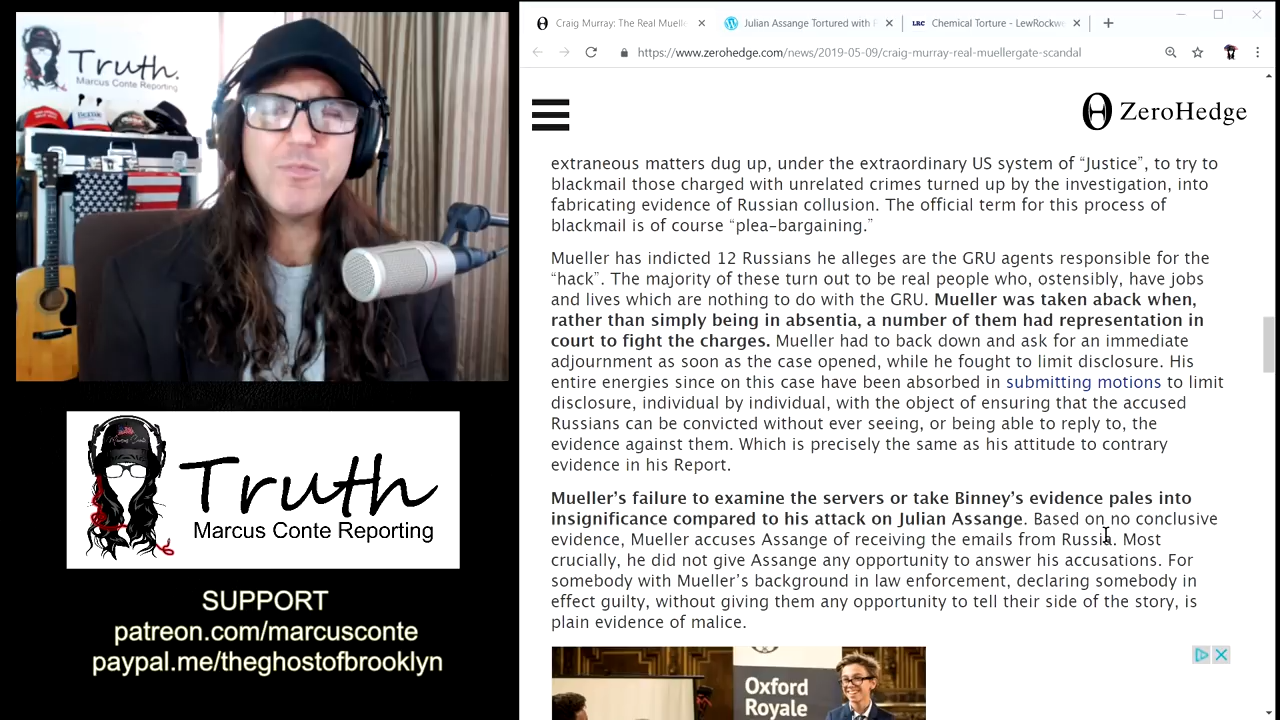 Truth.
Marcus Conte Reporting
Truth
Marcus Conte Reporting
SUPPORT
patreon.com/marcusconte
paypal.me/theghostofbrooklyn
Craig Murray: The Real Muelle
Julian Assange Tortured with
LRC
Chemical Torture - LewRockwe
https://www.zerohedge.com/news/2019-05-09/craig-murray-real-muellergate-scandal
ZeroHedge
extraneous matters dug up, under the extraordinary US system of “Justice”, to try to
blackmail those charged with unrelated crimes turned up by the investigation, into
fabricating evidence of Russian collusion. The official term for this process of
blackmail is of course “plea-bargaining.”
Mueller has indicted 12 Russians he alleges are the GRU agents responsible for the
“hack”. The majority of these turn out to be real people who, ostensibly, have jobs
and lives which are nothing to do with the GRU. Mueller was taken aback when,
rather than simply being in absentia, a number of them had representation in
court to fight the charges. Mueller had to back down and ask for an immediate
adjournment as soon as the case opened, while he fought to limit disclosure. His
entire energies since on this case have been absorbed in submitting motions to limit
disclosure, individual by individual, with the object of ensuring that the accused
Russians can be convicted without ever seeing, or being able to reply to, the
evidence against them. Which is precisely the same as his attitude to contrary
evidence in his Report.
Mueller’s failure to examine the servers or take Binney’s evidence pales into
insignificance compared to his attack on Julian Assange. Based on no conclusive
evidence, Mueller accuses Assange of receiving the emails from Russia. Most
crucially, he did not give Assange any opportunity to answer his accusations. For
somebody with Mueller’s background in law enforcement, declaring somebody in
effect guilty, without giving them any opportunity to tell their side of the story, is
plain evidence of malice.
Oxford
Royale